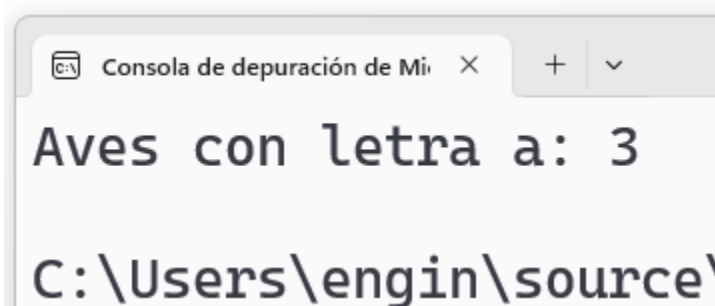 Consola de depuración de Mi
Aves con letra a: 3
C:\Users\engin\source\